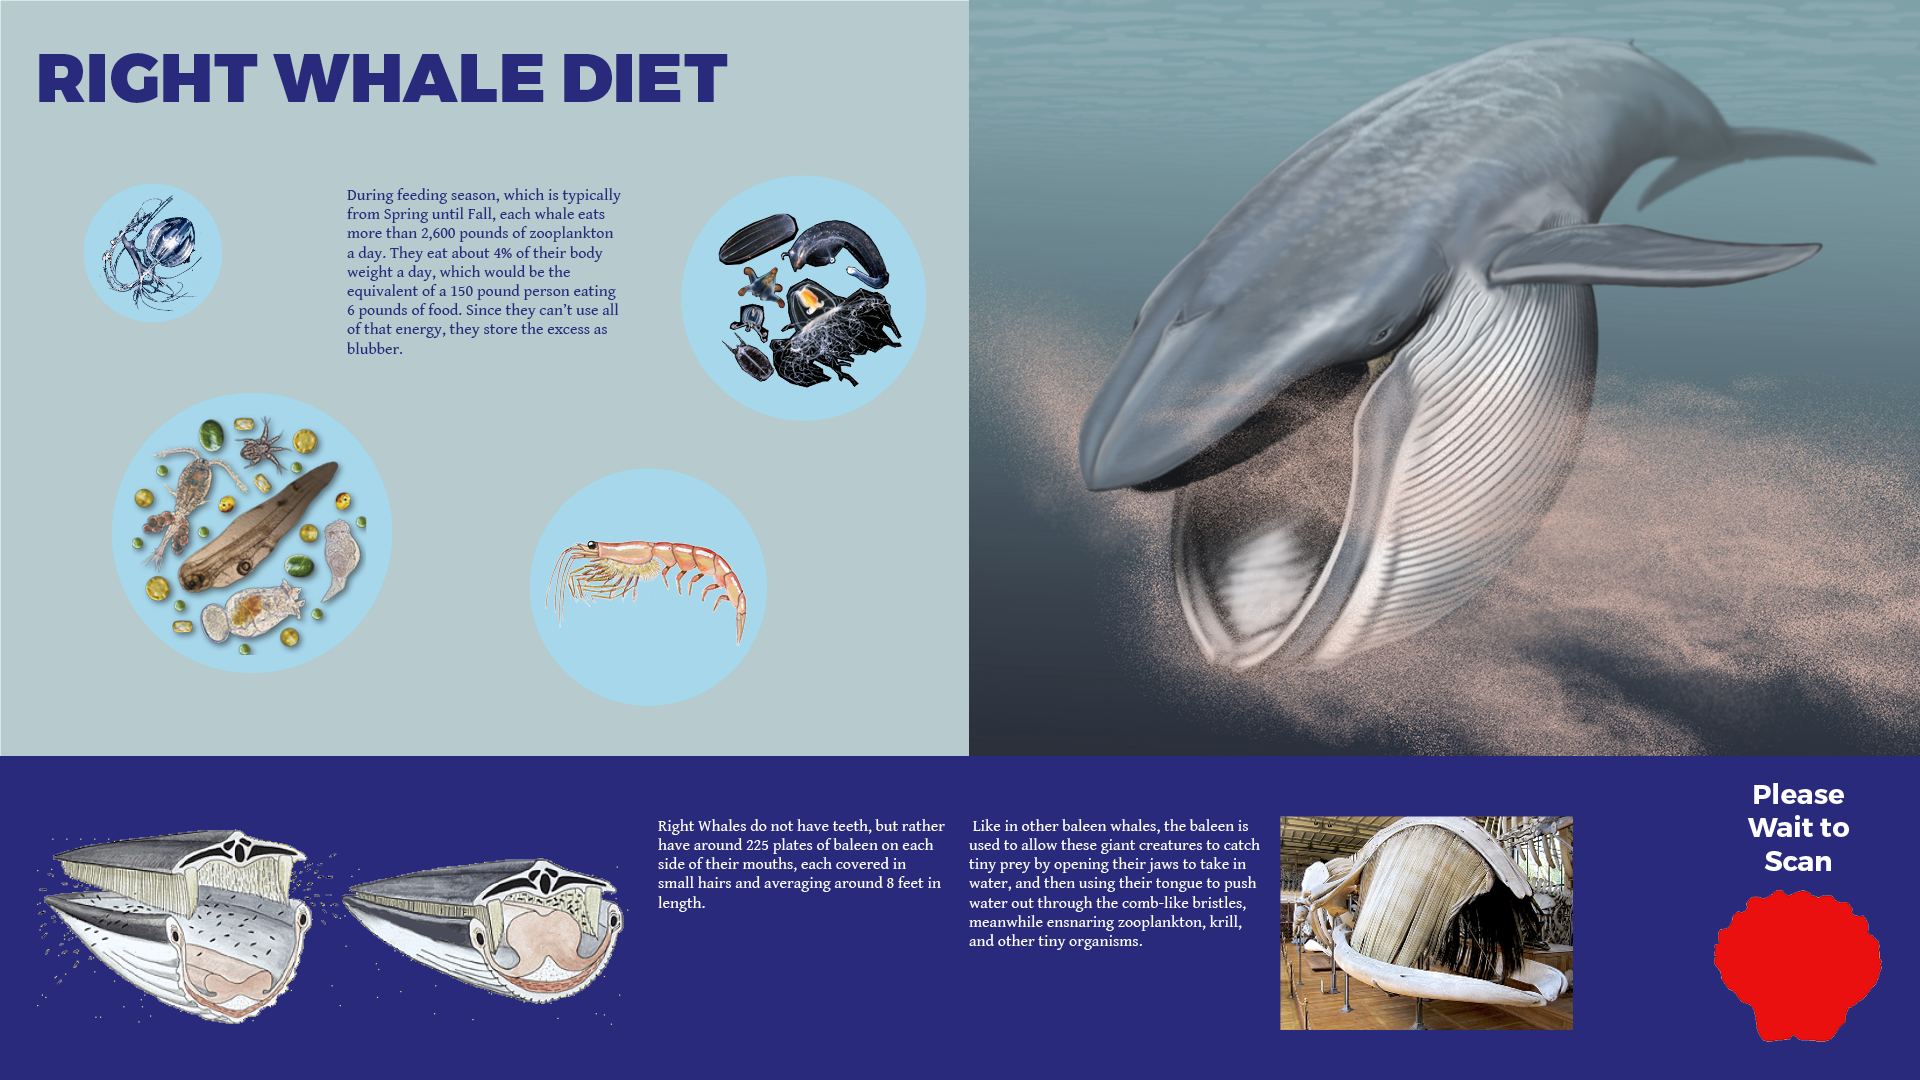 RIGHT WHALE DIET
During feeding season, which is typically
from Spring until Fall, each whale eats
more than 2,600 pounds of zooplankton
a day. They eat about 4% of their body
weight a day, which would be the
equivalent of a 150 pound person eating
6 pounds of food. Since they can’t use all
of that energy, they store the excess as
blubber.
Right Whales do not have teeth, but rather
have around 225 plates of baleen on each
side of their mouths, each covered in
small hairs and averaging around 8 feet in
length.
Like in other baleen whales, the baleen is
used to allow these giant creatures to catch
tiny prey by opening their jaws to take in
water, and then using their tongue to push
water out through the comb-like bristles,
meanwhile ensnaring zooplankton, krill,
and other tiny organisms.
Please
Wait to
Scan